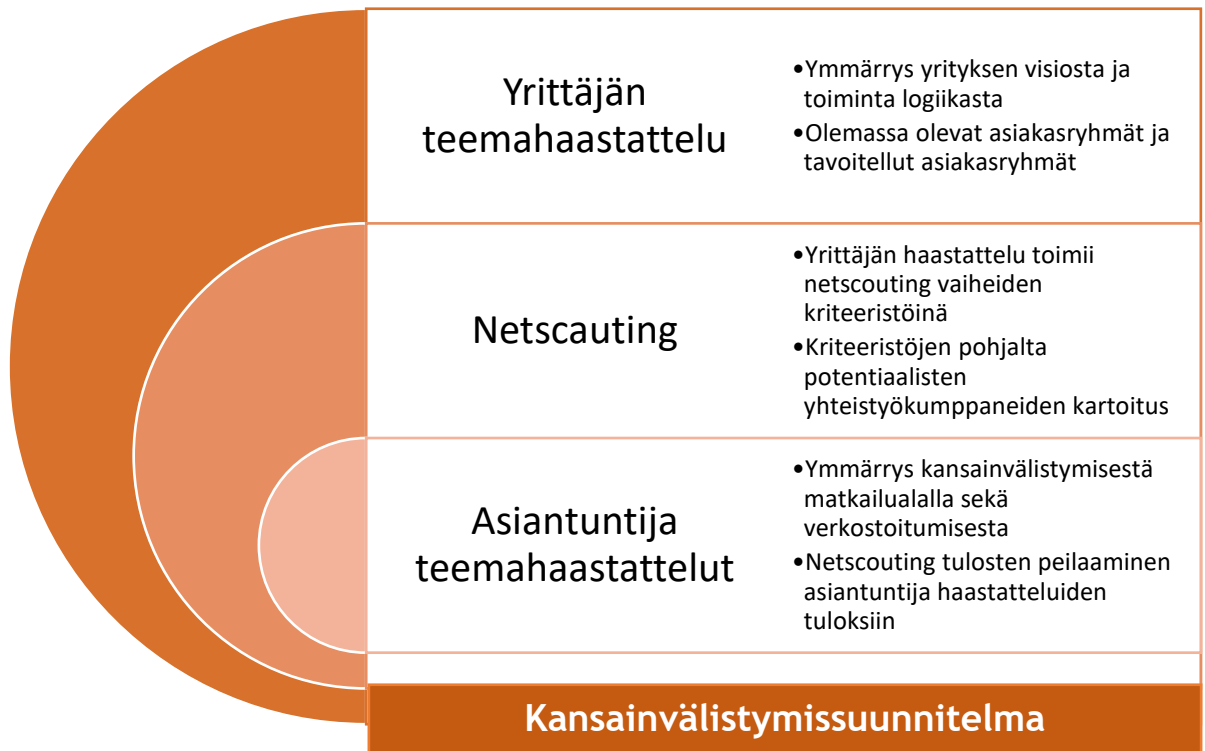 Yrittäjän
teemahaastattelu
•Ymmärrys yrityksen visiosta ja
toiminta logiikasta
•Olemassa olevat asiakasryhmät ja
tavoitellut asiakasryhmät
Netscauting
•Yrittäjän haastattelu toimii
netscouting vaiheiden
kriteeristöinä
•Kriteeristöjen pohjalta
potentiaalisten
yhteistyökumppaneiden kartoitus
Asiantuntija
teemahaastattelut
•Ymmärrys kansainvälistymisestä
matkailualalla sekä
verkostoitumisesta
•Netscouting tulosten peilaaminen
asiantuntija haastatteluiden
tuloksiin
Kansainvälistymissuunnitelma